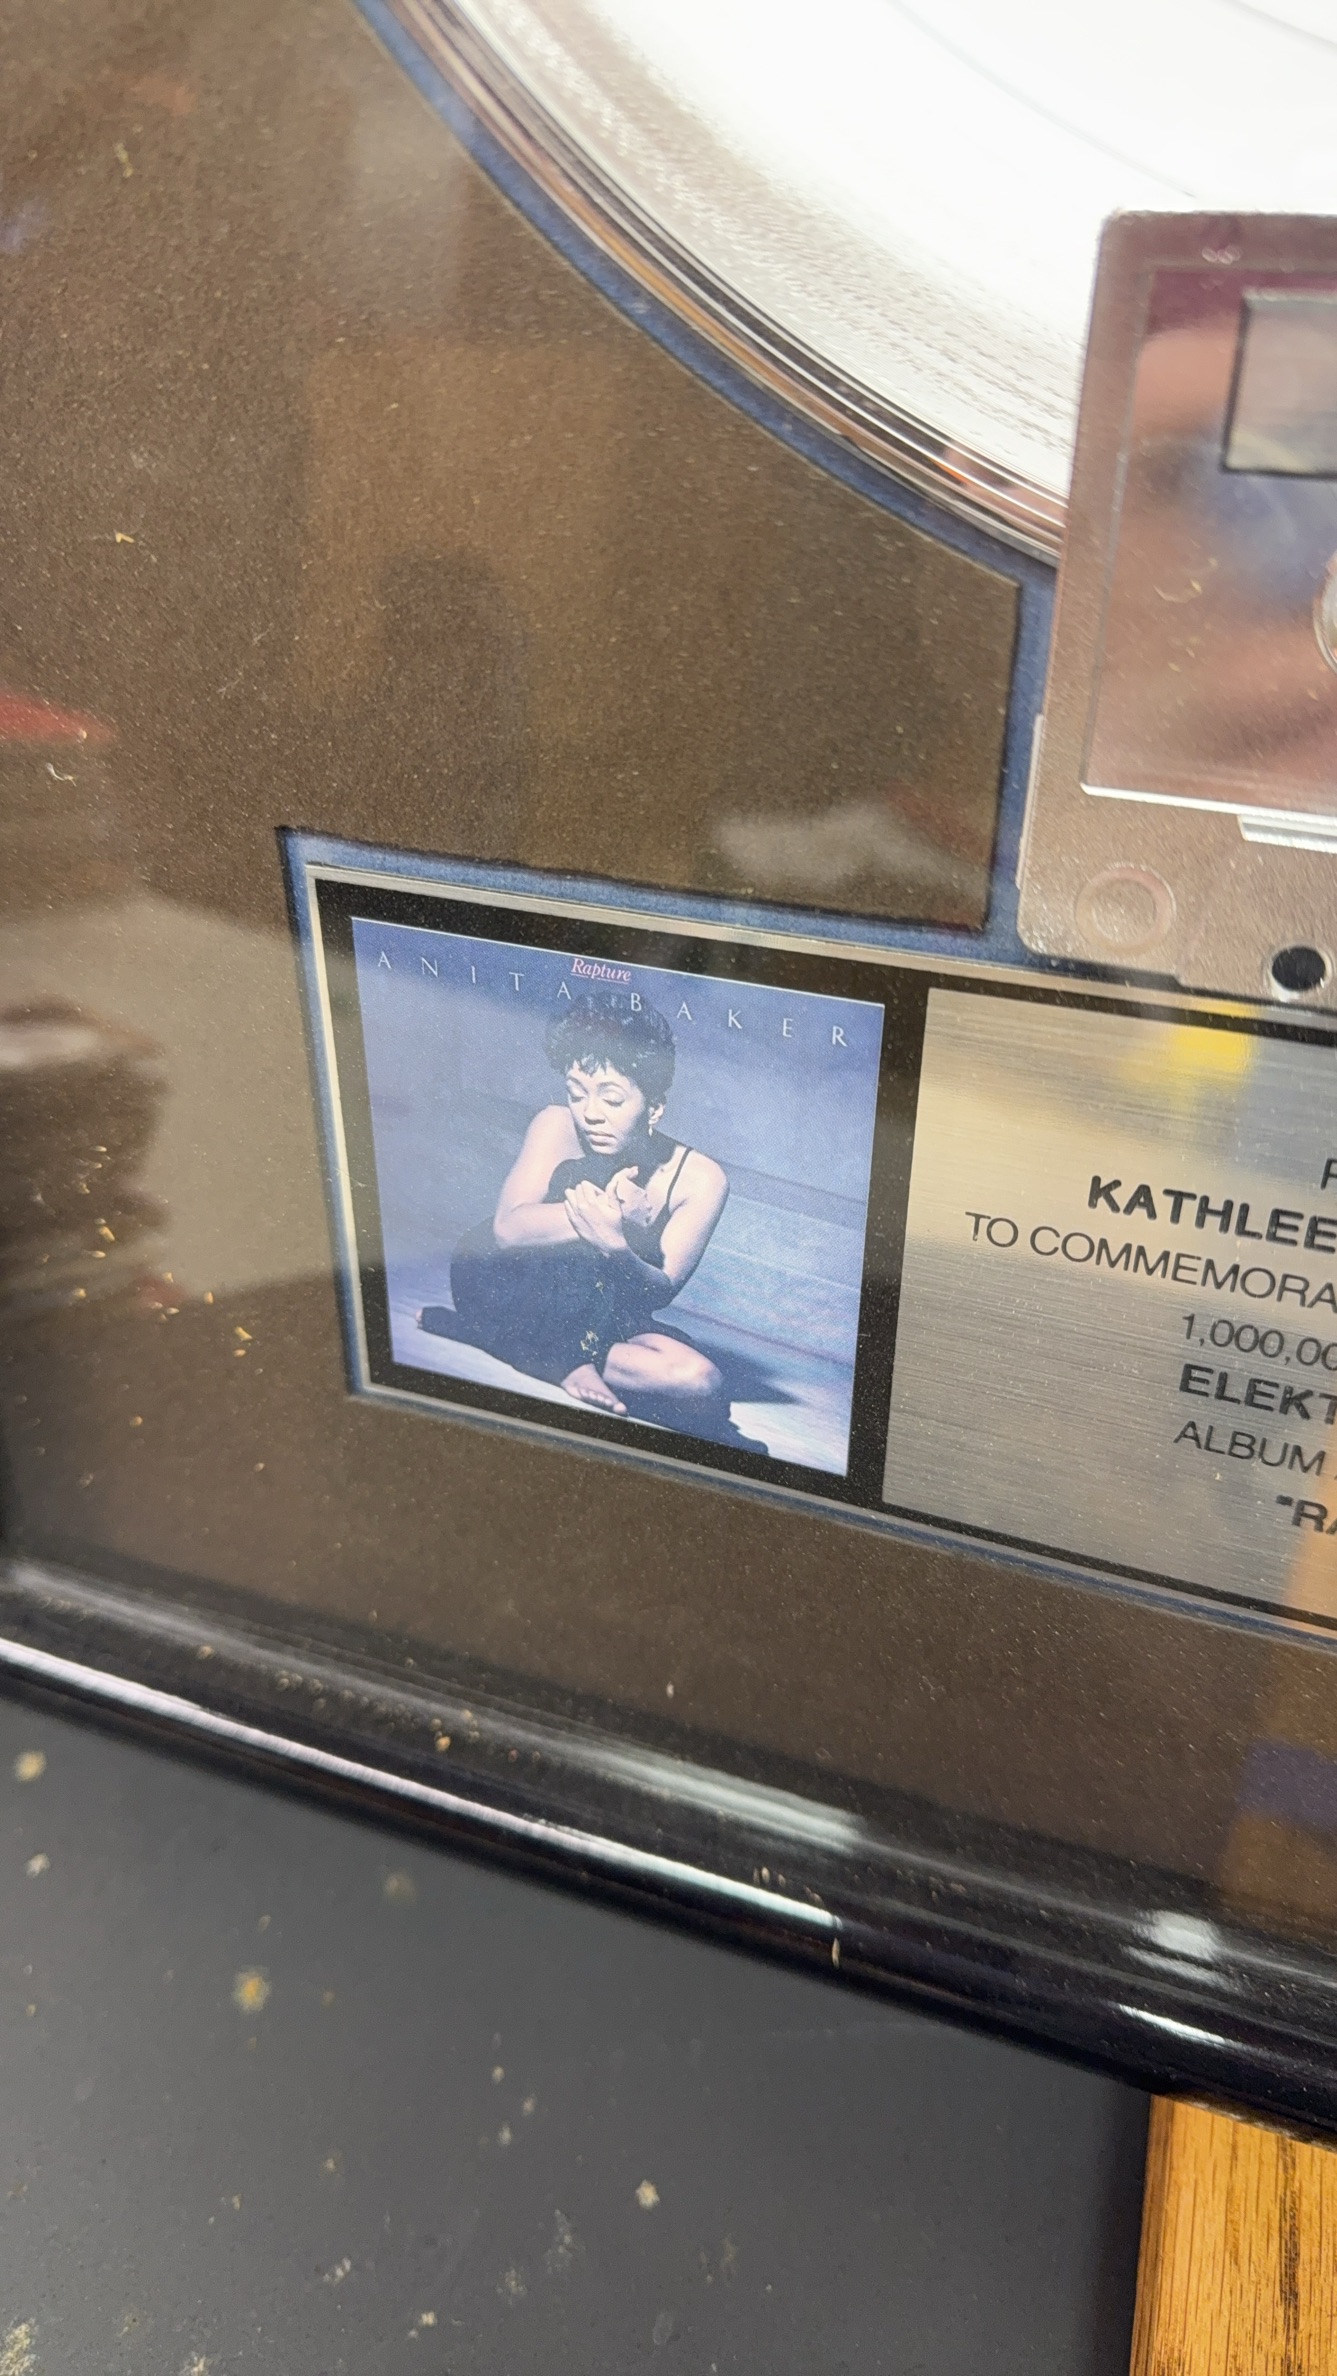 Rapture
ANITA BAKER
KATHLEE
TO COMMEMORA
1,000,00
ELEKT
ALBUM
"RA